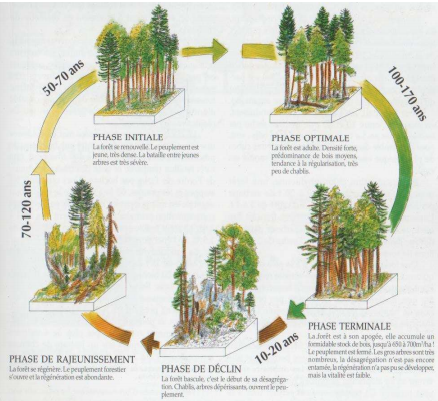 50-70 ans
100-170 ans
PHASE INITIALE
La forêt se renouvelle. Le peuplement est
jeune, très dense. La bataille entre jeunes
arbres est très sévère.
PHASE OPTIMALE
La forêt est adulte. Densité forte,
prédominance de bois moyens,
tendance à la régularisation, très
peu de chablis.
70-120 ans
10-20 ans
PHASE DE RAJEUNISSEMENT
La forêt se régénère. Le peuplement forestier
s'ouvre et la régénération est abondante.
PHASE DE DÉCLIN
La forêt bascule, c'est le début de sa désagréga-
tion. Chablis, arbres dépérissants, ouvrent le peu-
plement.
PHASE TERMINALE
La forêt est à son apogée, elle accumule un
formidable stock de bois, jusqu'à 650 à 700m³/ha !
Le peuplement est fermé. Les gros arbres sont très
nombreux, la désagrégation n'est pas encore
entamée, la régénération n'a pas pu se développer,
mais la vitalité est faible.